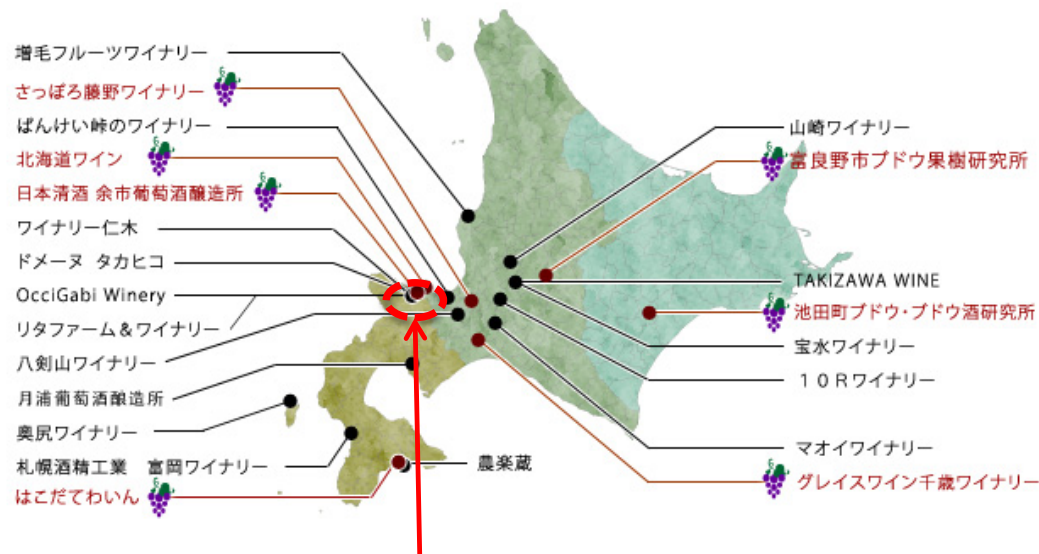 増毛フルーツワイナリー
さっぽろ藤野ワイナリー
ばんけい峠のワイナリー
北海道ワイン
日本清酒 余市葡萄酒醸造所
ワイナリー仁木
ドメーヌ タカヒコ
OcciGabi Winery
リタファーム＆ワイナリー
八剣山ワイナリー
月浦葡萄酒醸造所
奥尻ワイナリー
札幌酒精工業　富岡ワイナリー
はこだてわいん
農楽蔵
山崎ワイナリー
富良野市ブドウ果樹研究所
TAKIZAWA WINE
池田町ブドウ・ブドウ酒研究所
宝水ワイナリー
１０Rワイナリー
マオイワイナリー
グレイスワイン千歳ワイナリー